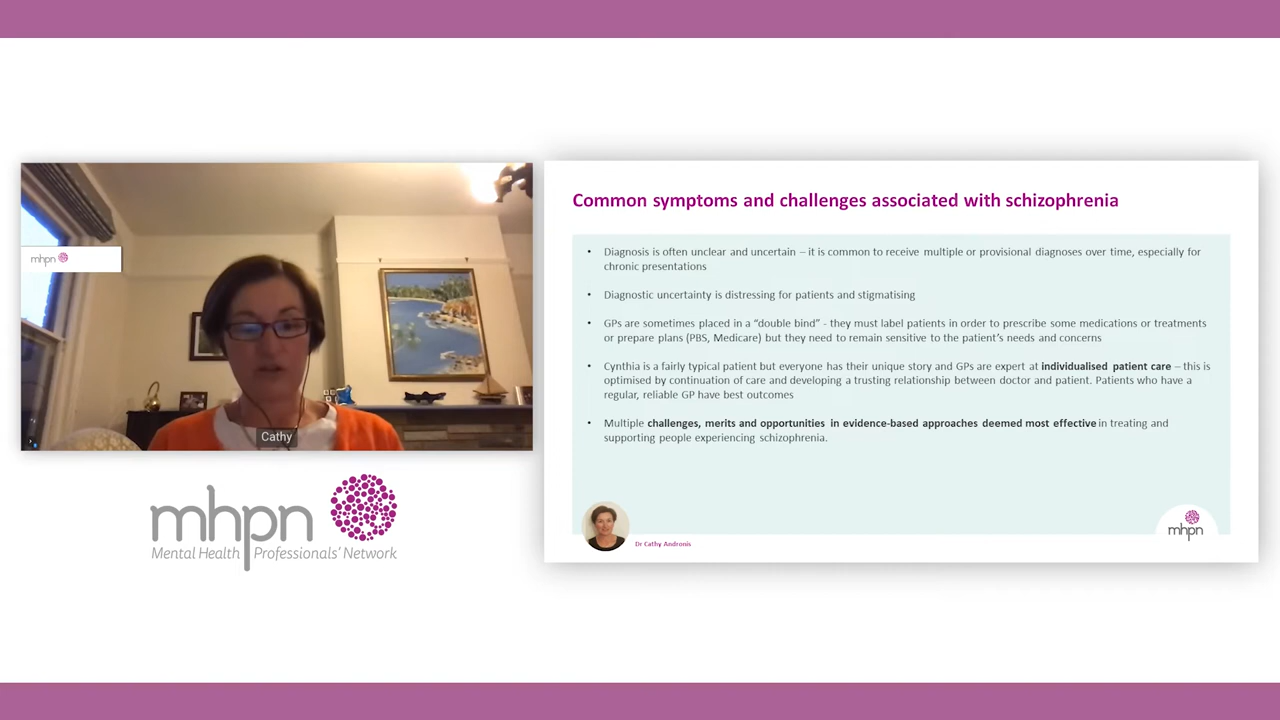 mhpn
Cathy
mhpn
Mental Health Professionals' Network
Common symptoms and challenges associated with schizophrenia
• Diagnosis is often unclear and uncertain – it is common to receive multiple or provisional diagnoses over time, especially for
chronic presentations
• Diagnostic uncertainty is distressing for patients and stigmatising
• GPs are sometimes placed in a “double bind” - they must label patients in order to prescribe some medications or treatments
or prepare plans (PBS, Medicare) but they need to remain sensitive to the patient's needs and concerns
• Cynthia is a fairly typical patient but everyone has their unique story and GPs are expert at individualised patient care – this is
optimised by continuation of care and developing a trusting relationship between doctor and patient. Patients who have a
regular, reliable GP have best outcomes
• Multiple challenges, merits and opportunities in evidence-based approaches deemed most effective in treating and
supporting people experiencing schizophrenia.
Dr Cathy Andronis
mhpn